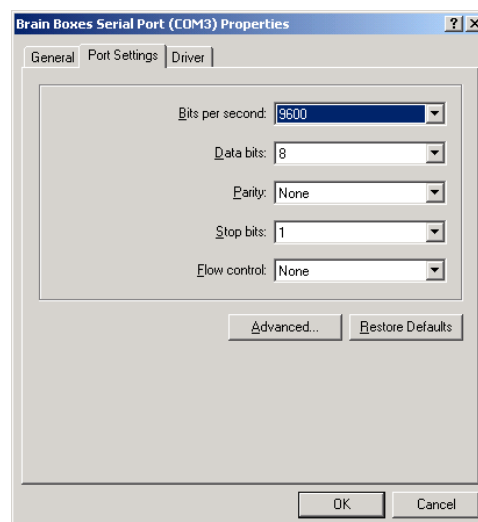 Brain Boxes Serial Port (COM3) Properties
General Port Settings Driver
Bits per second: 9600
Data bits: 8
Parity: None
Stop bits: 1
Flow control: None
Advanced... Restore Defaults
OK Cancel